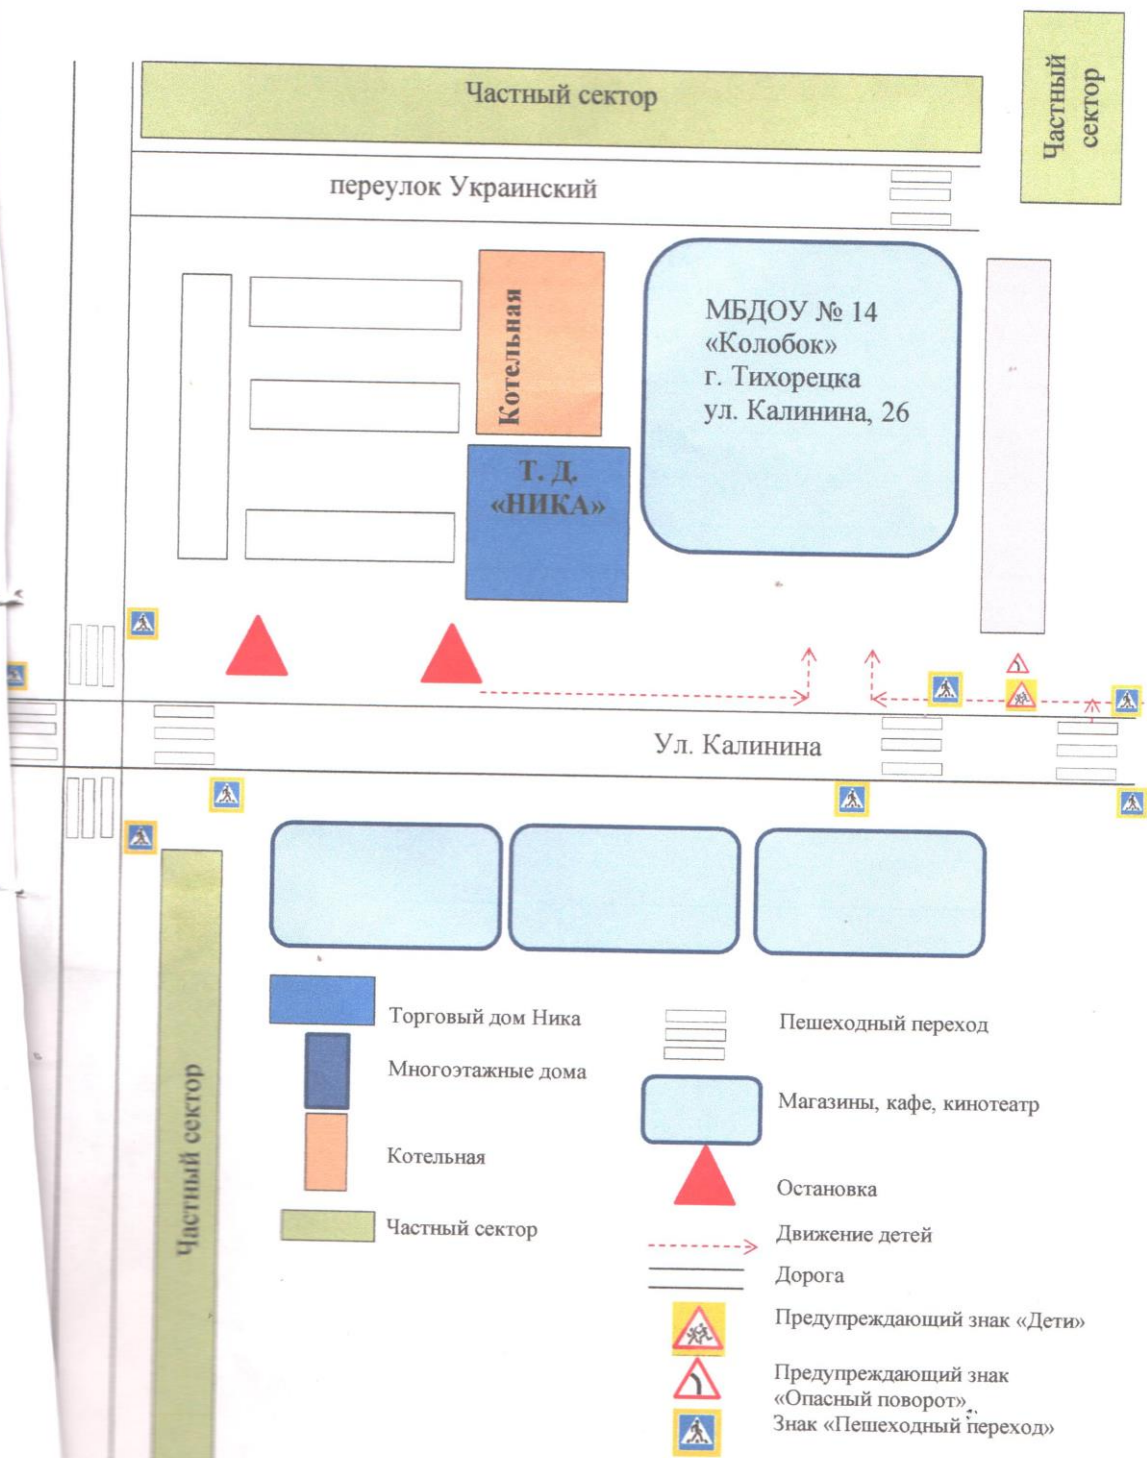 Частный сектор
Частный
сектор
переулок Украинский
Котельная
МБДОУ № 14
«Колобок»
г. Тихорецка
ул. Калинина, 26
Т. Д.
«НИКА»
Ул. Калинина
Частный сектор
Торговый дом Ника
Многоэтажные дома
Котельная
Частный сектор
Пешеходный переход
Магазины, кафе, кинотеатр
Остановка
Движение детей
Дорога
Предупреждающий знак «Дети»
Предупреждающий знак
«Опасный поворот»
Знак «Пешеходный переход»